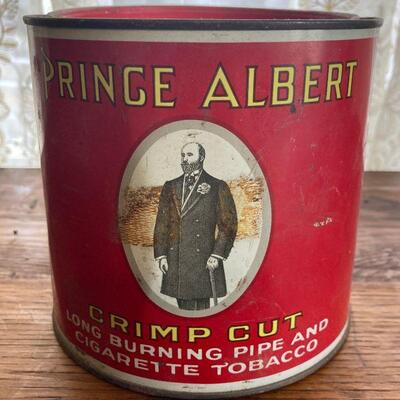 PRINCE ALBERT
CRIMP CUT
LONG BURNING PIPE AND
CIGARETTE TOBACCO